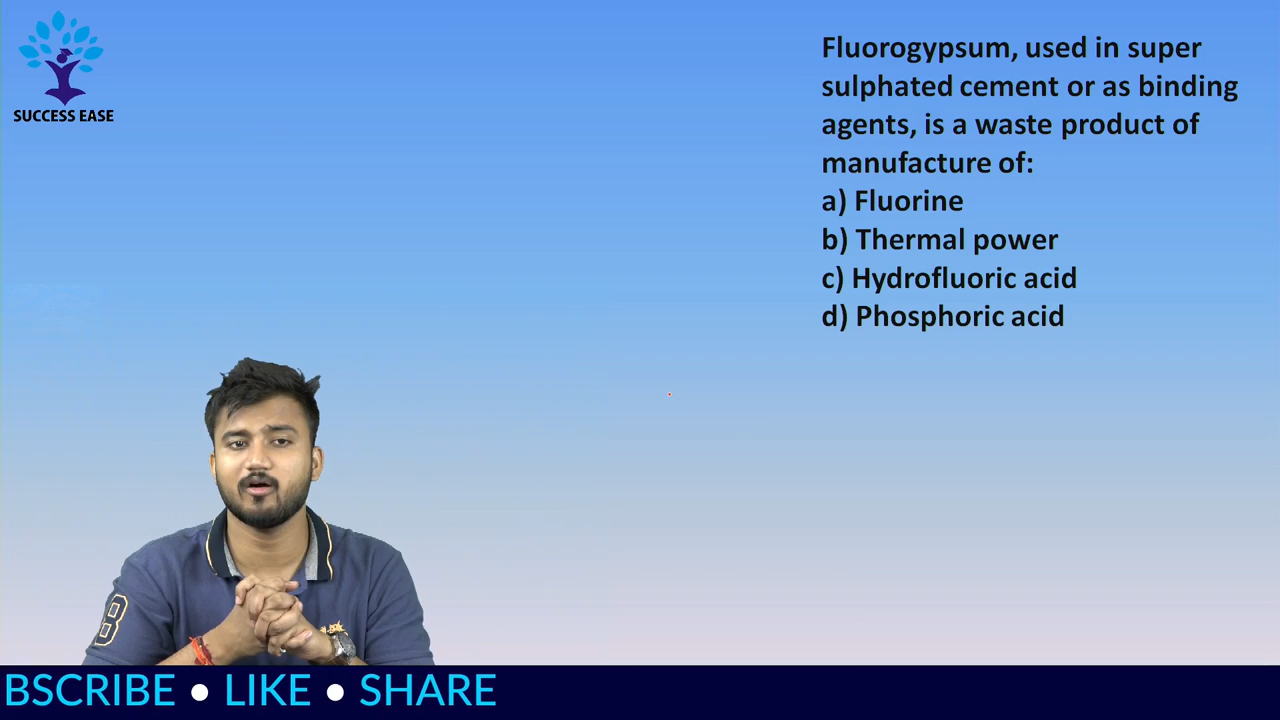 SUCCESS EASE
Fluorogypsum, used in super
sulphated cement or as binding
agents, is a waste product of
manufacture of:
a) Fluorine
b) Thermal power
c) Hydrofluoric acid
d) Phosphoric acid
8
BSCRIBE ● LIKE ● SHARE